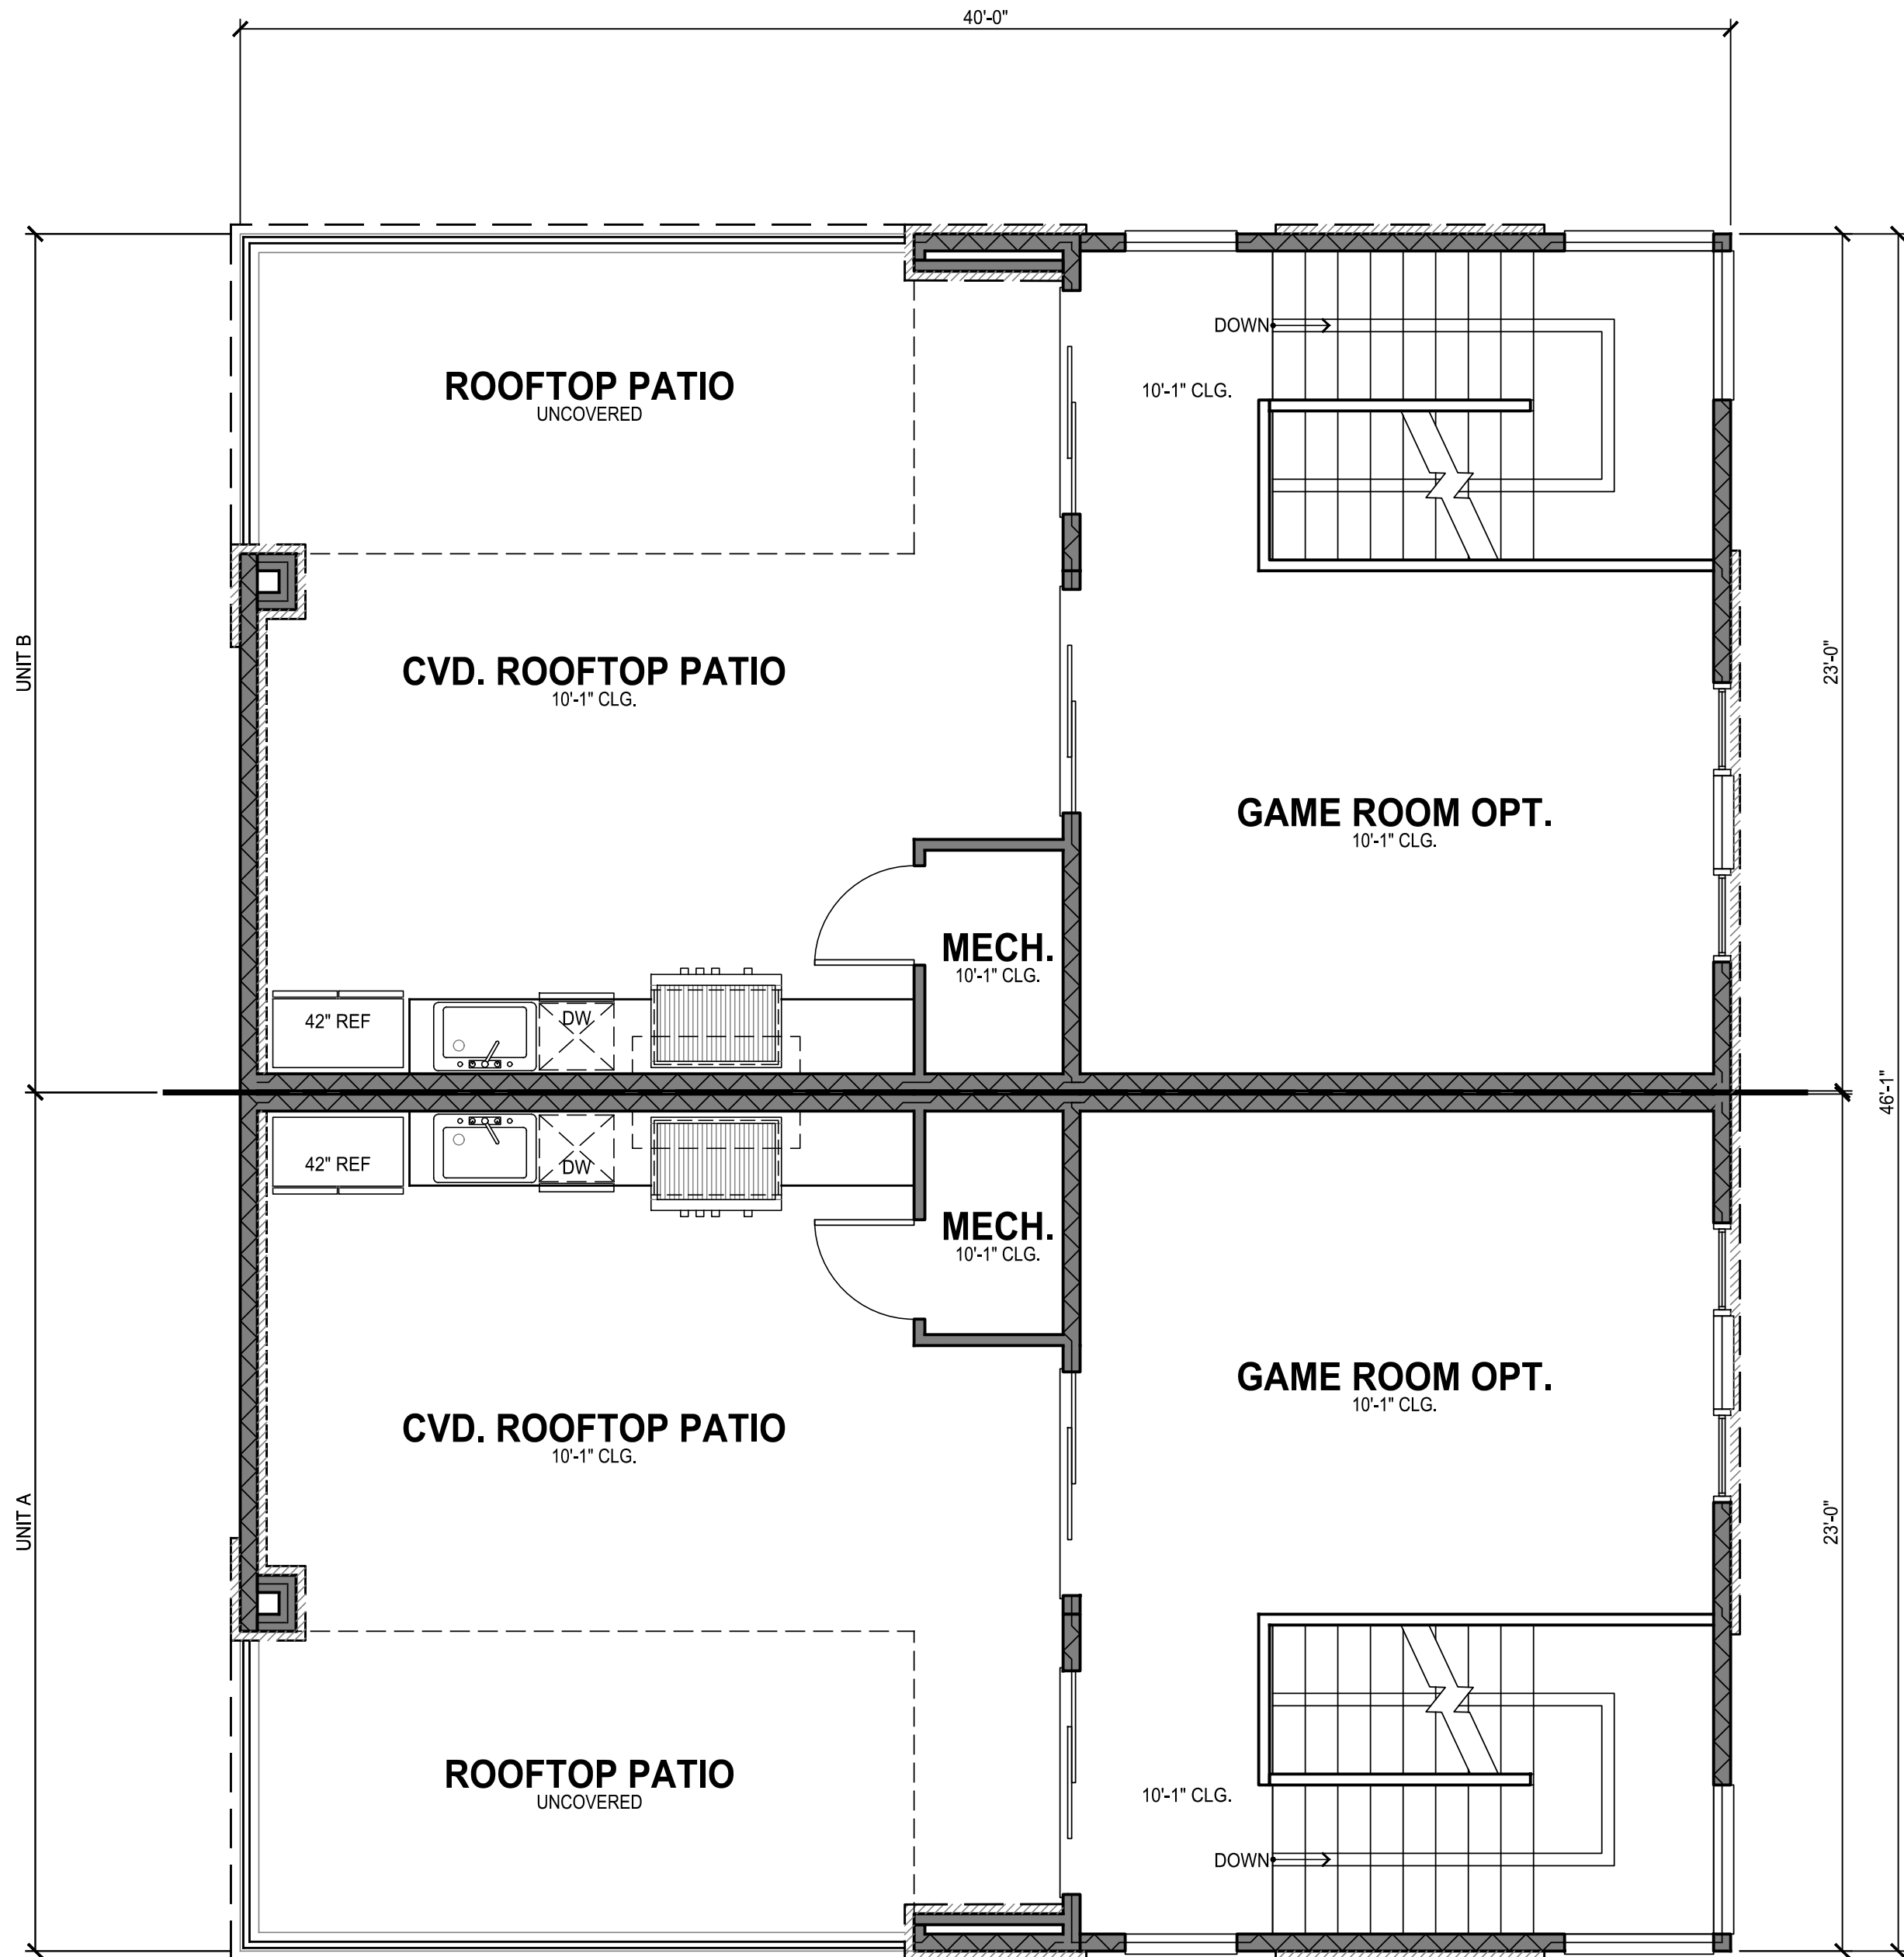 40'-0"
ROOFTOP PATIO
UNCOVERED
DOWN
10'-1" CLG.
UNIT B
CVD. ROOFTOP PATIO
10'-1" CLG.
23'-0"
GAME ROOM OPT.
10'-1" CLG.
MECH.
10'-1" CLG.
42" REF
DW
46'-1"
42" REF
DW
MECH.
10'-1" CLG.
GAME ROOM OPT.
10'-1" CLG.
CVD. ROOFTOP PATIO
10'-1" CLG.
UNIT A
23'-0"
ROOFTOP PATIO
UNCOVERED
10'-1" CLG.
DOWN